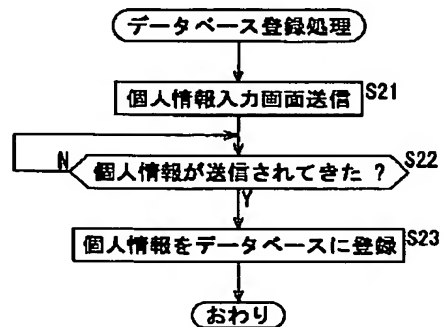 データベース登録処理
個人情報入力画面送信 S21
N 個人情報が送信されてきた ? S22
Y
個人情報をデータベースに登録 S23
おわり